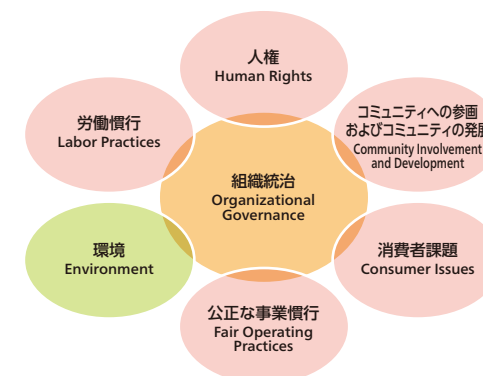 人権
Human Rights
労働慣行
Labor Practices
コミュニティへの参画
およびコミュニティの発展
Community Involvement
and Development
組織統治
Organizational
Governance
環境
Environment
消費者課題
Consumer Issues
公正な事業慣行
Fair Operating
Practices